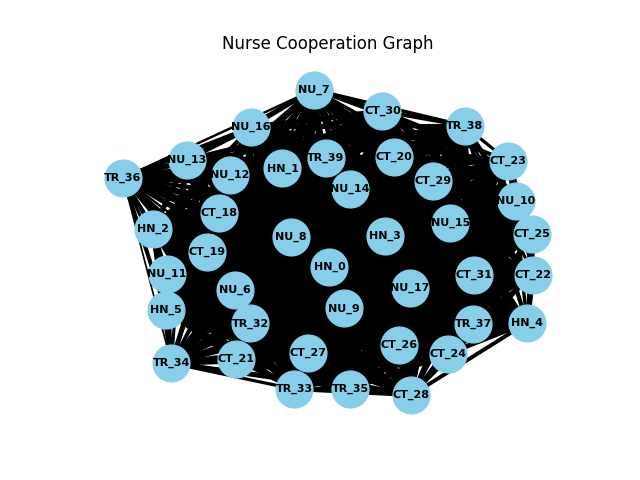 Nurse Cooperation Graph
NU_7
CT_30
NU_16
TR_38
NU_13
TR_39
CT_20
CT_23
HN_1
NU_12
TR_36
CT_29
NU_14
NU_10
CT_18
NU_15
HN_2
CT_25
NU_8
HN_3
CT_19
HN_0
NU_11
CT_31
CT_22
NU_6
NU_17
NU_9
HN_5
TR_32
TR_37
HN_4
CT_26
CT_27
CT_24
CT_21
TR_34
TR_33
TR_35
CT_28